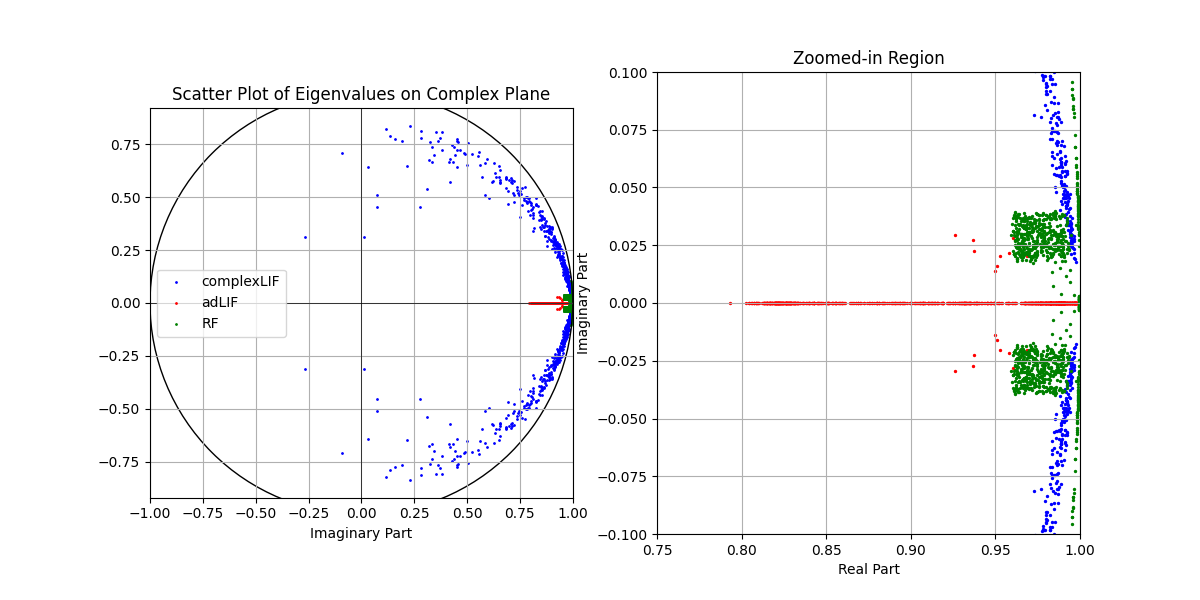 Scatter Plot of Eigenvalues on Complex Plane
0.75
0.50
0.25
0.00
−0.25
−0.50
−0.75
complexLIF
adLIF
RF
−1.00 −0.75 −0.50 −0.25 0.00 0.25 0.50 0.75 1.00
Imaginary Part
Zoomed-in Region
Imaginary Part
0.100
0.075
0.050
0.025
0.000
−0.025
−0.050
−0.075
−0.100
0.75 0.80 0.85 0.90 0.95 1.00
Real Part